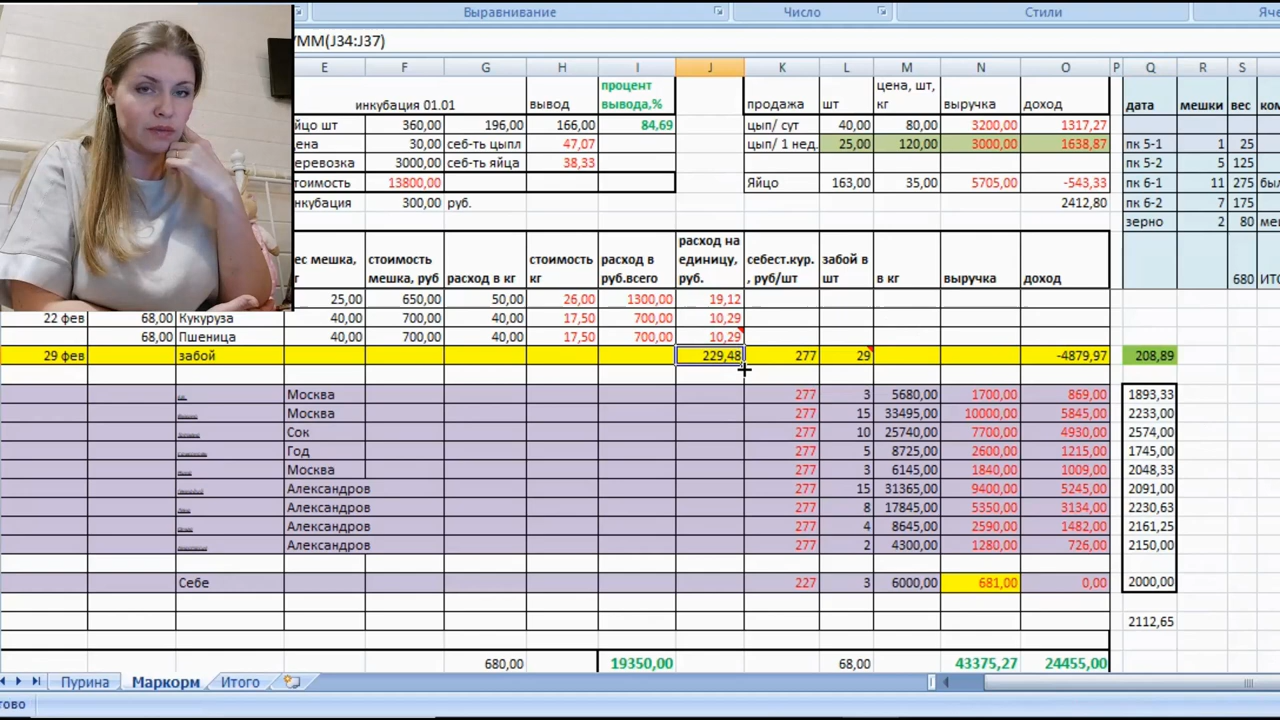 Выравнивание Число Стили Яче
УММ(J34:J37)
E F G H I J K L M N O P Q R S
инкубация 01.01 вывод процент вывода,% продажа шт цена, шт, кг выручка доход дата мешки вес ком
йцо шт 360,00 196,00 166,00 84,69 цып/ сут 40,00 80,00 3200,00 1317,27
цена 30,00 себ-ть цыпл 47,07 цып/ 1 нед. 25,00 120,00 3000,00 1638,87 пк 5-1 1 25
еревозка 3000,00 себ-ть яйца 38,33 пк 5-2 5 125
тоимость 13800,00 Яйцо 163,00 35,00 5705,00 -543,33 пк 6-1 11 275 был
нкубация 300,00 руб. 2412,80 пк 6-2 7 175
зерно 2 80 меш
ес мешка, г стоимость мешка, руб расход в кг стоимость кг расход в руб.всего расход на единицу, руб. себест.кур. , руб/шт забой в шт в кг выручка доход 680 ИТО
25,00 650,00 50,00 26,00 1300,00 19,12
22 фев 68,00 Кукуруза 40,00 700,00 40,00 17,50 700,00 10,29
68,00 Пшеница 40,00 700,00 40,00 17,50 700,00 10,29
29 фев забой 229,48 277 29 -4879,97 208,89
Москва 277 3 5680,00 1700,00 869,00 1893,33
Москва 277 15 33495,00 10000,00 5845,00 2233,00
Сок 277 10 25740,00 7700,00 4930,00 2574,00
Год 277 5 8725,00 2600,00 1215,00 1745,00
Москва 277 3 6145,00 1840,00 1009,00 2048,33
Александров 277 15 31365,00 9400,00 5245,00 2091,00
Александров 277 8 17845,00 5350,00 3134,00 2230,63
Александров 277 4 8645,00 2590,00 1482,00 2161,25
Александров 277 2 4300,00 1280,00 726,00 2150,00
Себе 227 3 6000,00 681,00 0,00 2000,00
2112,65
680,00 19350,00 68,00 43375,27 24455,00
Пурина Маркорм Итого
тово